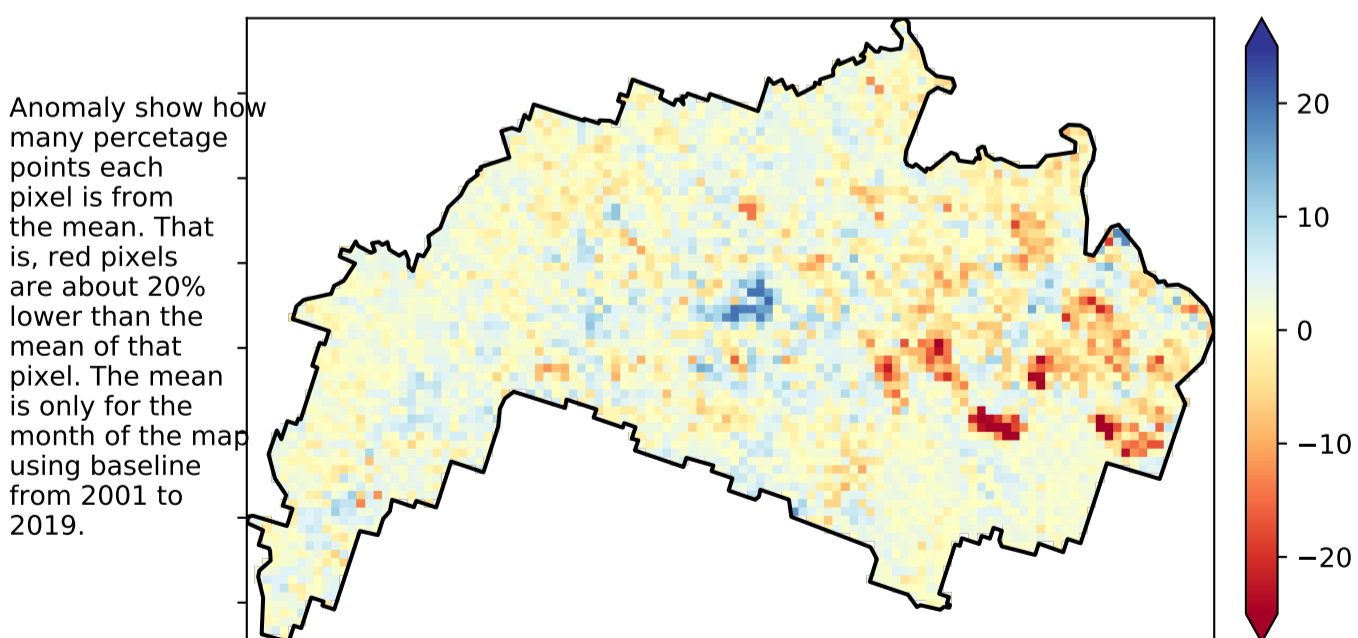 Anomaly show how
many percetage
points each
pixel is from
the mean. That
is, red pixels
are about 20%
lower than the
mean of that
pixel. The mean
is only for the
month of the map
using baseline
from 2001 to
2019.
20
10
0
−10
−20